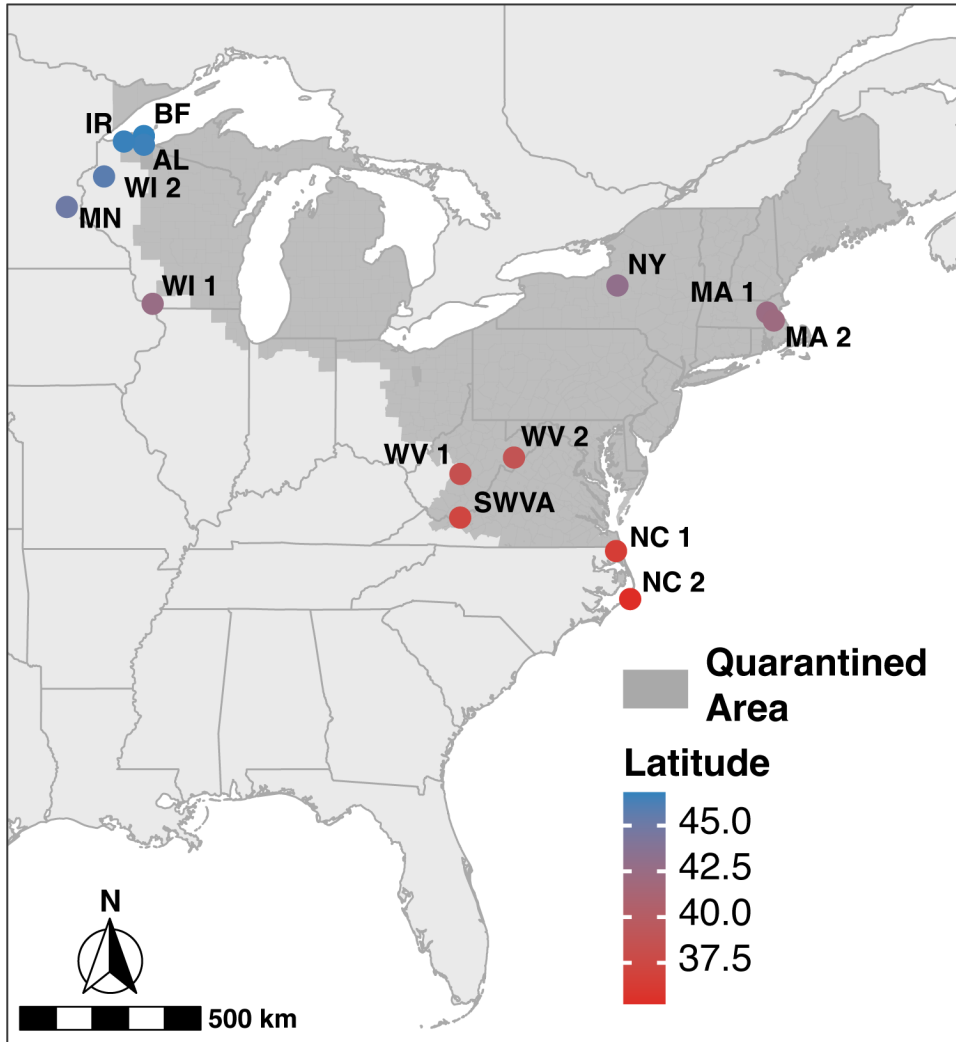 BF
IR
AL
WI 2
MN
WI 1
NY
MA 1
MA 2
WV 2
WV 1
SWVA
NC 1
NC 2
Quarantined
Area
Latitude
45.0
42.5
40.0
37.5
N
500 km